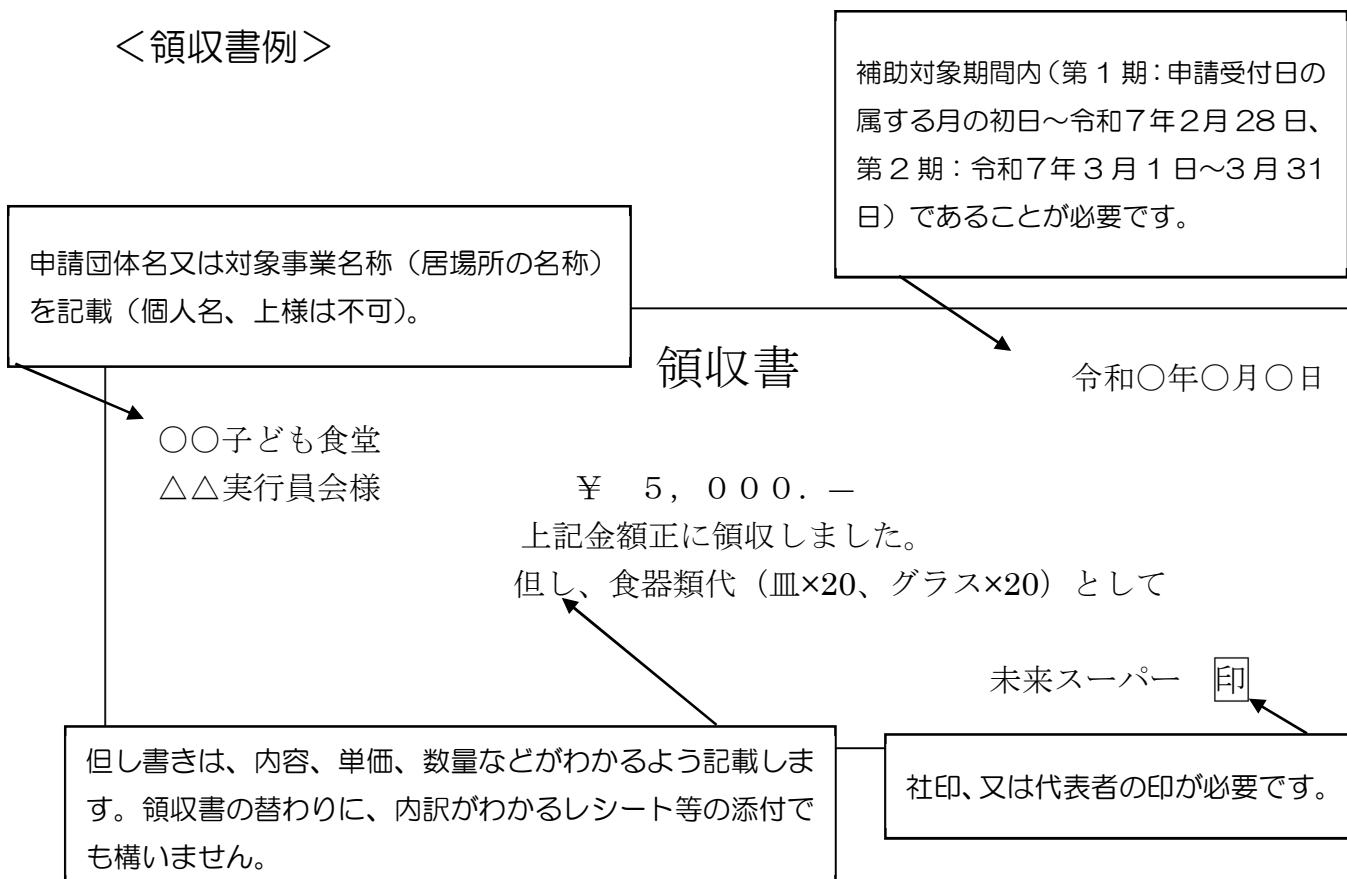 ＜領収書例＞
補助対象期間内（第１期：申請受付日の
属する月の初日～令和７年２月28日、
第２期：令和７年３月１日～３月31
日）であることが必要です。
申請団体名又は対象事業名称（居場所の名称）
を記載（個人名、上様は不可）。
領収書
令和○年○月○日
○○子ども食堂
△△実行員会様
￥　５，０００．－
上記金額正に領収しました。
但し、食器類代（皿×20、グラス×20）として
未来スーパー　印
但し書きは、内容、単価、数量などがわかるよう記載しま
す。領収書の替わりに、内訳がわかるレシート等の添付で
も構いません。
社印、又は代表者の印が必要です。